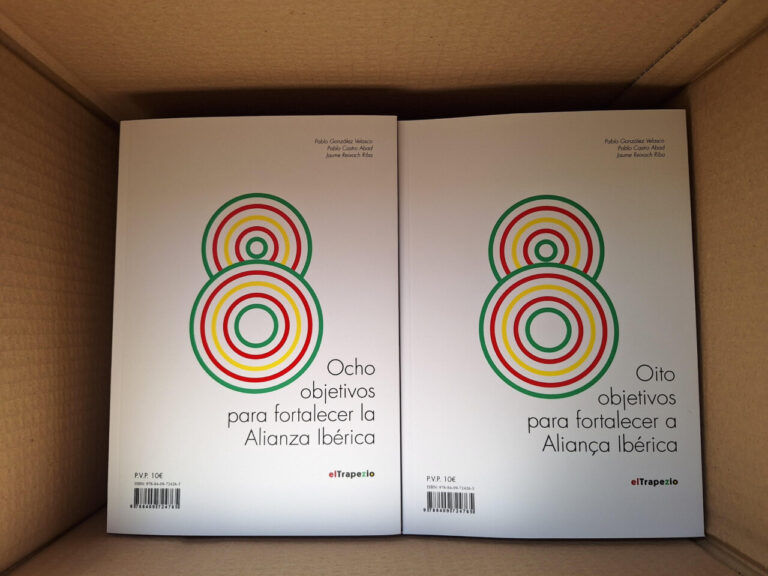 Pablo González Velasco
Pablo Castro Abad
Jaume Reixach Riba
Ocho
objetivos
para fortalecer la
Alianza Ibérica
P.V.P. 10€
elTrapezio
Pablo González Velasco
Pablo Castro Abad
Jaume Reixach Riba
Oito
objetivos
para fortalecer a
Aliança Ibérica
P.V.P. 10€
elTrapezio